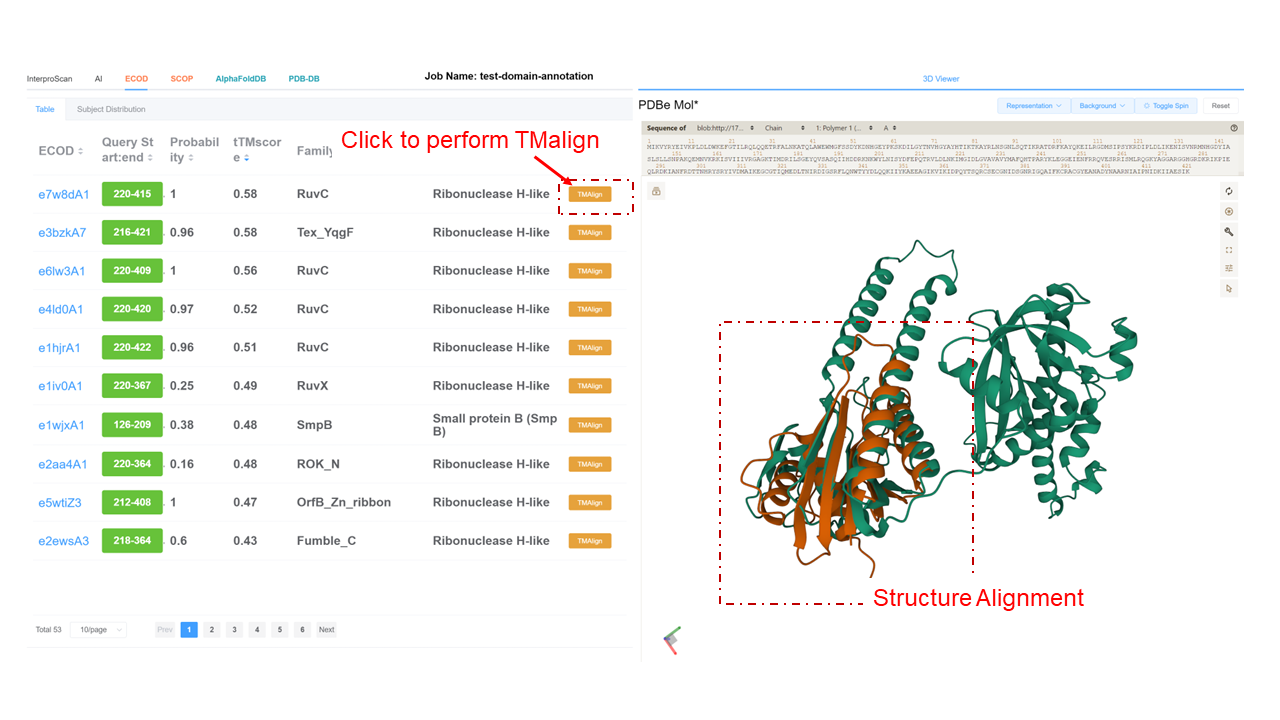 InterproScan AI ECOD SCOP AlphaFoldDB PDB-DB Job Name: test-domain-annotation
3D Viewer
Table Subject Distribution
PDBe Mol* Representation Background Toggle Spin Reset
Click to perform TMalign
ECOD Query St art:end Probabil ity tTMscor e Family
Sequence of blob:http://17... Chain 1: Polymer 1 (... A
e7w8dA1 220-415 1 0.58 RuvC Ribonuclease H-like TMAlign
e3bzkA7 216-421 0.96 0.58 Tex_YqgF Ribonuclease H-like TMAlign
e6lw3A1 220-409 1 0.56 RuvC Ribonuclease H-like TMAlign
e4ld0A1 220-420 0.97 0.52 RuvC Ribonuclease H-like TMAlign
e1hjrA1 220-422 0.96 0.51 RuvC Ribonuclease H-like TMAlign
e1iv0A1 220-367 0.25 0.49 RuvX Ribonuclease H-like TMAlign
e1wjxA1 126-209 0.38 0.48 SmpB Small protein B (Smp B) TMAlign
e2aa4A1 220-364 0.16 0.48 ROK_N Ribonuclease H-like TMAlign
e5wtiZ3 212-408 1 0.47 OrfB_Zn_ribbon Ribonuclease H-like TMAlign
e2ewsA3 218-364 0.6 0.43 Fumble_C Ribonuclease H-like TMAlign
Structure Alignment
Total 53 10/page Prev 1 2 3 4 5 6 Next